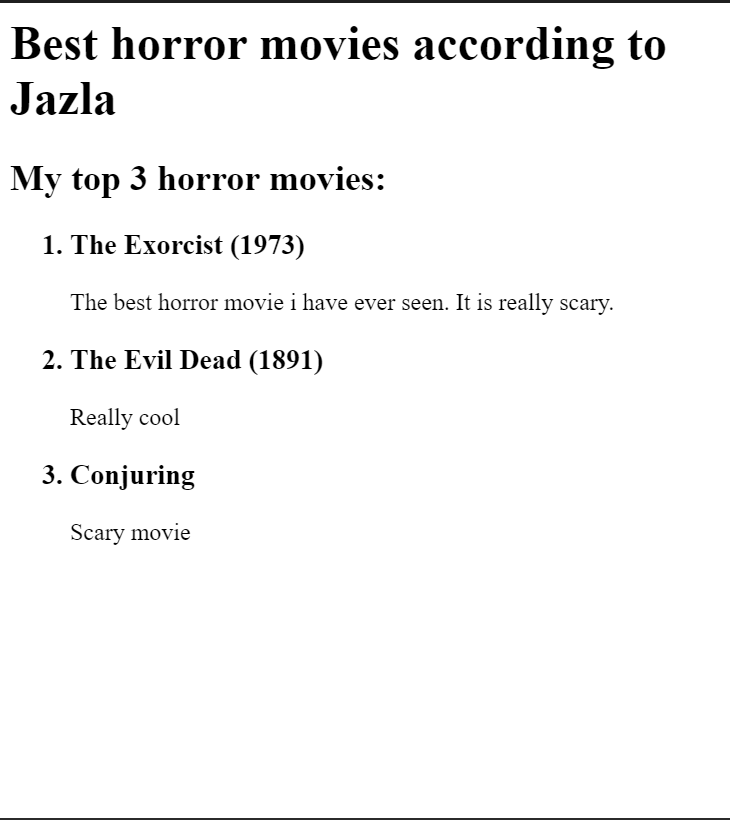 Best horror movies according to
Jazla
My top 3 horror movies:
1. The Exorcist (1973)
The best horror movie i have ever seen. It is really scary.
2. The Evil Dead (1891)
Really cool
3. Conjuring
Scary movie